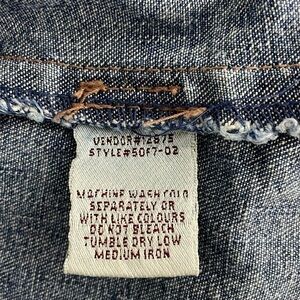 VENDOR#12875
STYLE#50F7-02
MACHINE WASH COLD
SEPARATELY OR
WITH LIKE COLOURS
DO NOT BLEACH
TUMBLE DRY LOW
MEDIUM IRON